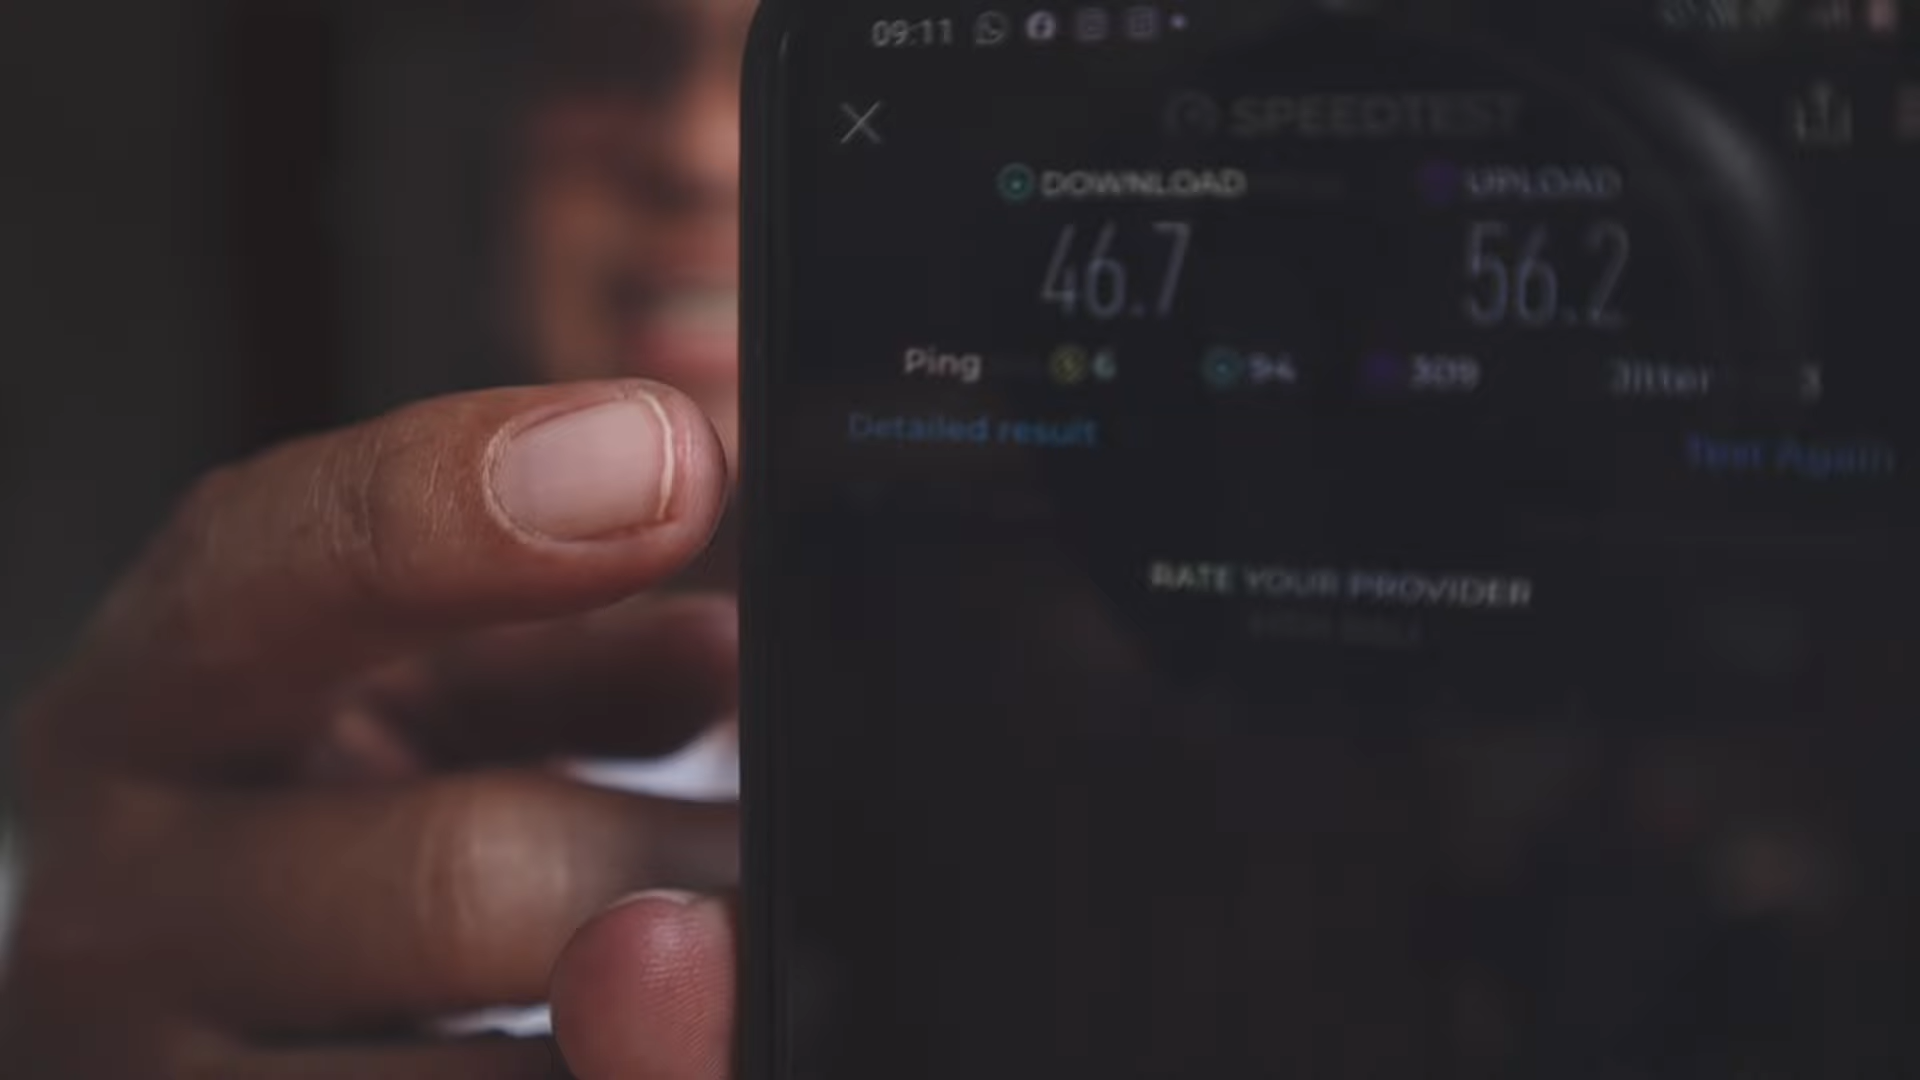 09:11
SPEEDTEST
DOWNLOAD UPLOAD
46.7 56.2
Ping 6 94 309 Jitter 3
Detailed result Test Again
RATE YOUR PROVIDER